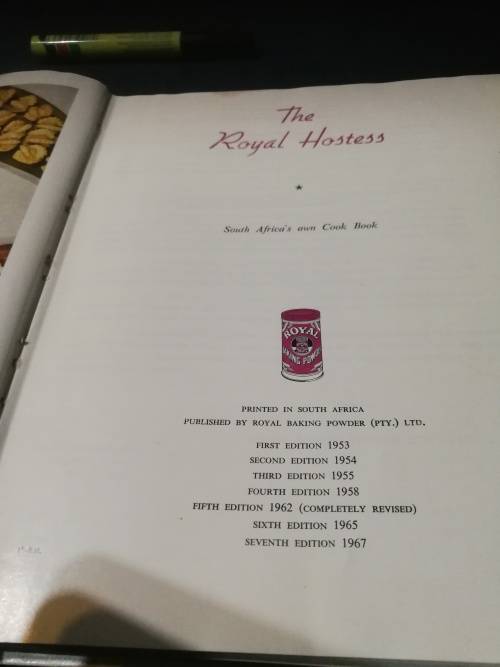 The
Royal Hostess
South Africa's own Cook Book
ROYAL
BAKING POWDER
PRINTED IN SOUTH AFRICA
PUBLISHED BY ROYAL BAKING POWDER (PTY.) LTD.
FIRST EDITION 1953
SECOND EDITION 1954
THIRD EDITION 1955
FOURTH EDITION 1958
FIFTH EDITION 1962 (COMPLETELY REVISED)
SIXTH EDITION 1965
SEVENTH EDITION 1967